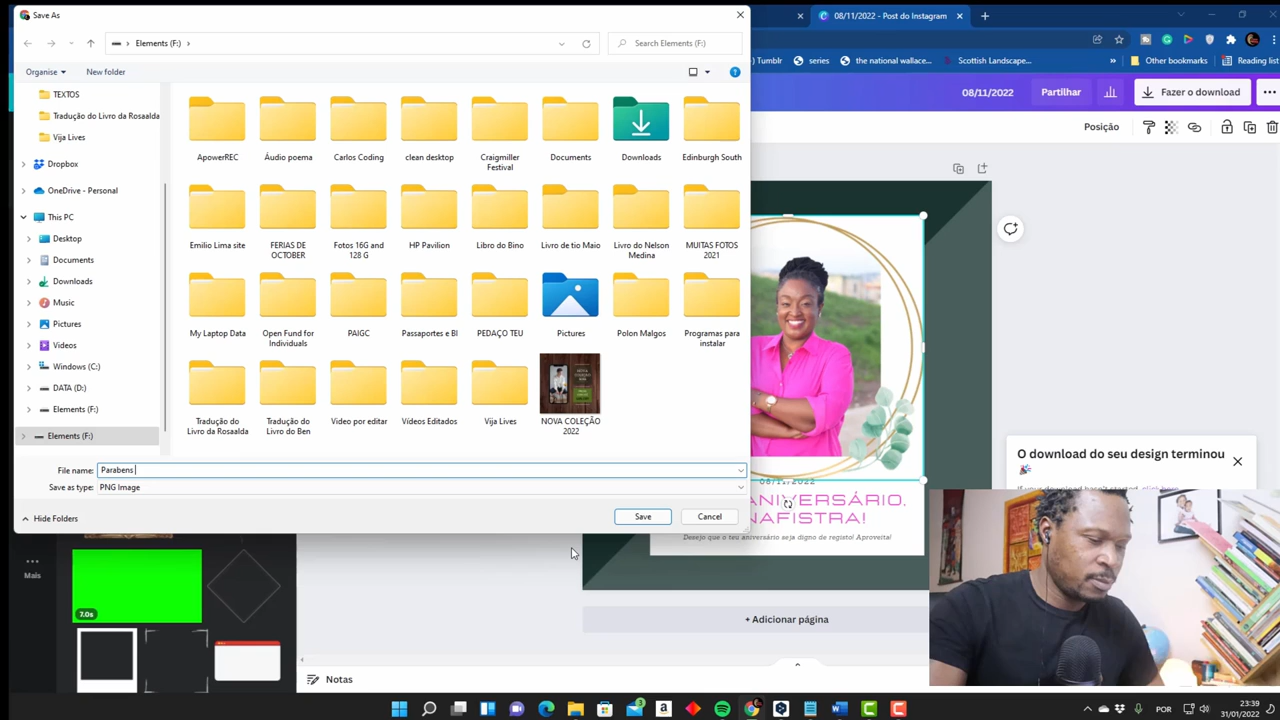 Save As
Elements (F:)
Search Elements (F:)
Organise
New folder
TEXTOS
Tradução do Livro da Rosaalda
Vija Lives
Dropbox
OneDrive - Personal
This PC
Desktop
Documents
Downloads
Music
Pictures
Videos
Windows (C:)
DATA (D:)
Elements (F:)
Elements (F:)
ApowerREC
Áudio poema
Carlos Coding
clean desktop
Craigmiller Festival
Documents
Downloads
Edinburgh South
Emilio Lima site
FERIAS DE OCTOBER
Fotos 16G and 128 G
HP Pavilion
Libro do Bino
Livro de tio Maio
Livro do Nelson Medina
MUITAS FOTOS 2021
My Laptop Data
Open Fund for Individuals
PAIGC
Passaportes e BI
PEDAÇO TEU
Pictures
Polon Malgos
Programas para instalar
Tradução do Livro da Rosaalda
Tradução do Livro do Ben
Video por editar
Vídeos Editados
Vija Lives
NOVA COLEÇÃO 2022
File name: Parabens
Save as type: PNG Image
Hide Folders
Save
Cancel
08/11/2022 - Post do Instagram
Tumblr
series
the national wallace...
Scottish Landscape...
Other bookmarks
Reading list
08/11/2022
Partilhar
Fazer o download
Posição
08/11/2022
ANIVERSÁRIO,
NAFISTRA!
Desejo que o teu aniversário seja digno de registo! Aproveita!
O download do seu design terminou
+ Adicionar página
Notas
Mais
7.0s
POR
23:39
31/01/2022